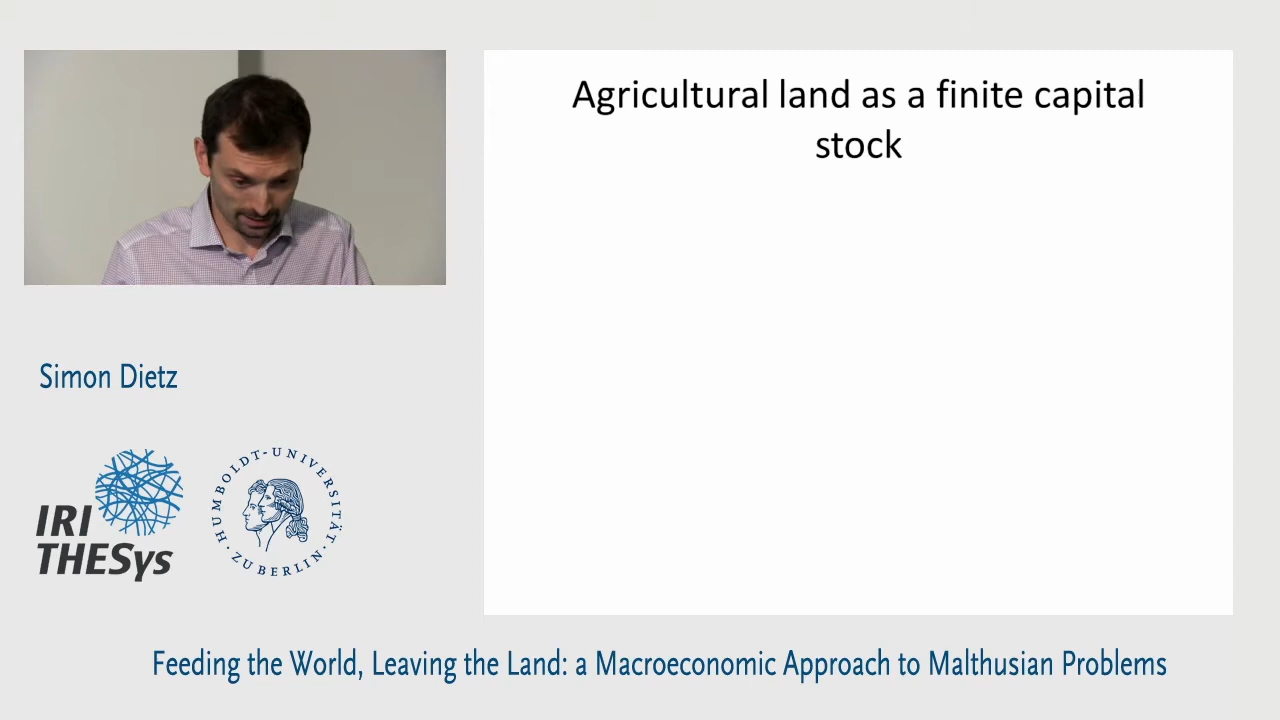 Agricultural land as a finite capital
stock
Simon Dietz
IRI
THESys
HUMBOLDT-UNIVERSITÄT
· ZU BERLIN ·
Feeding the World, Leaving the Land: a Macroeconomic Approach to Malthusian Problems